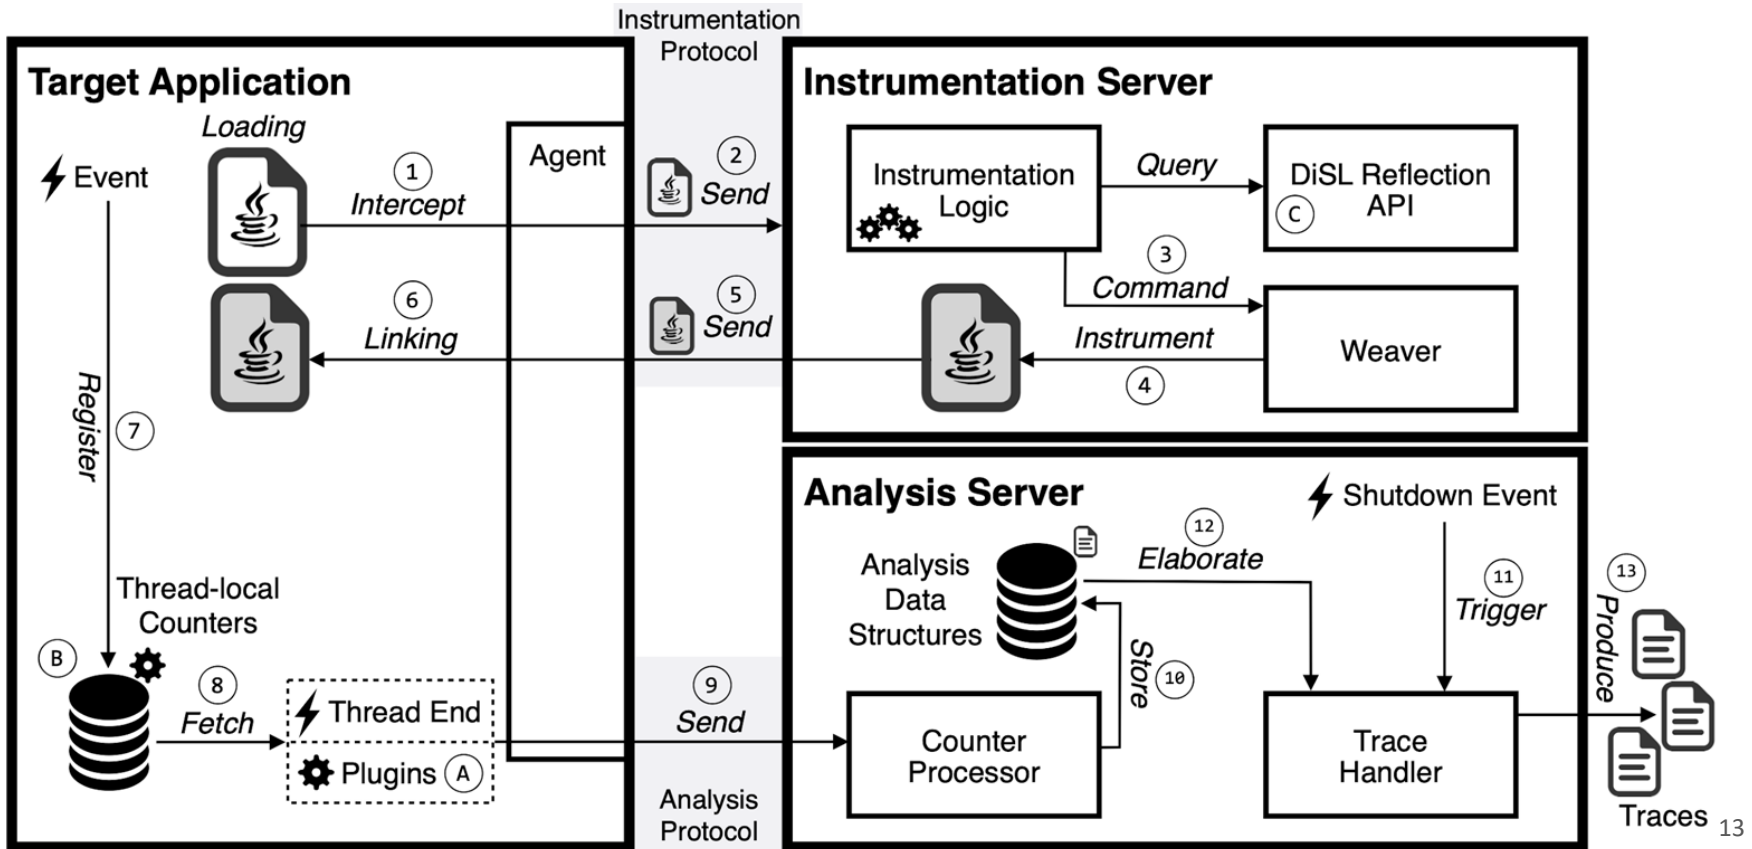 Instrumentation
Protocol
Target Application
Loading
Event
1
Intercept
Agent
2
Send
6
Linking
5
Send
Register
7
Thread-local
Counters
B
8
Fetch
Thread End
Plugins A
9
Send
Analysis
Protocol
Instrumentation Server
Instrumentation
Logic
Query
DiSL Reflection
API
C
3
Command
Instrument
4
Weaver
Analysis Server
Shutdown Event
Analysis
Data
Structures
12
Elaborate
11
Trigger
Store
10
Counter
Processor
Trace
Handler
13
Produce
Traces
13